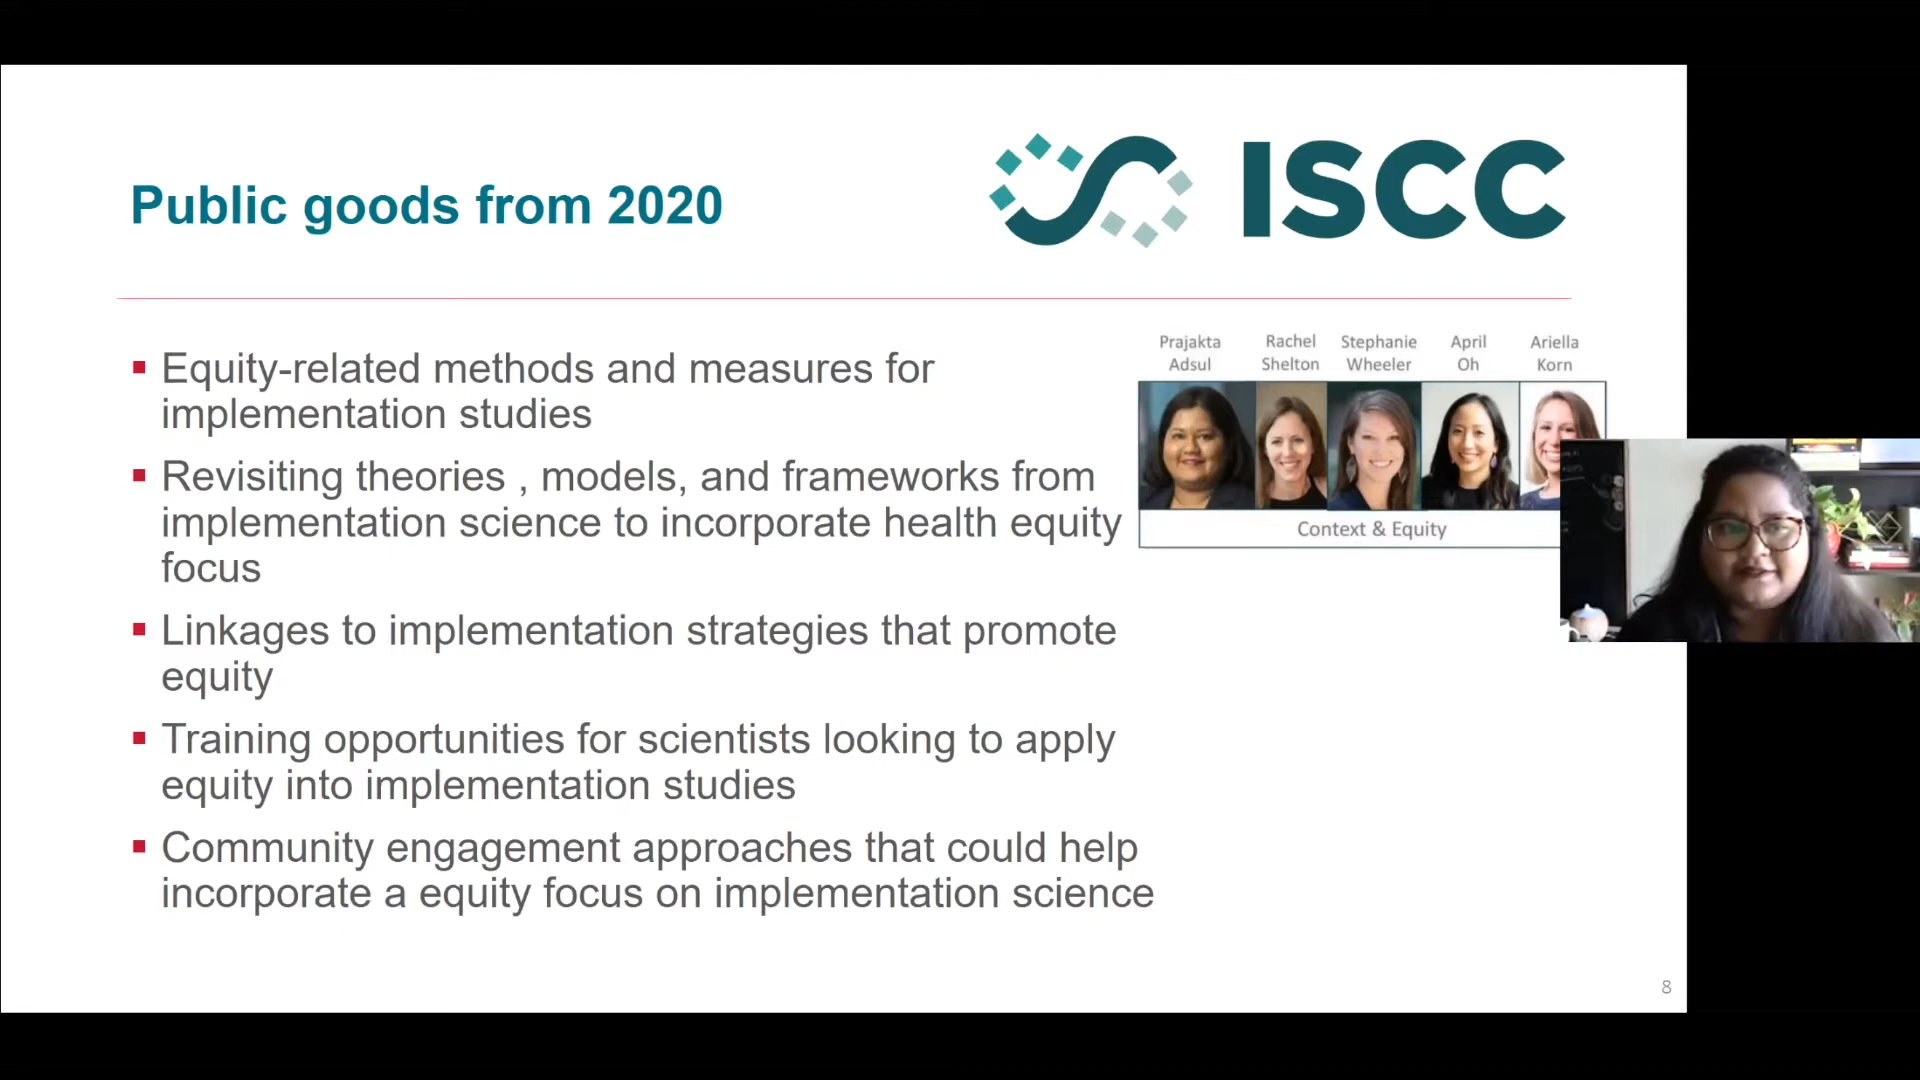 Public goods from 2020
ISCC
Equity-related methods and measures for
implementation studies
Revisiting theories , models, and frameworks from
implementation science to incorporate health equity
focus
Linkages to implementation strategies that promote
equity
Training opportunities for scientists looking to apply
equity into implementation studies
Community engagement approaches that could help
incorporate a equity focus on implementation science
Prajakta
Adsul
Rachel
Shelton
Stephanie
Wheeler
April
Oh
Ariella
Korn
Context & Equity
8